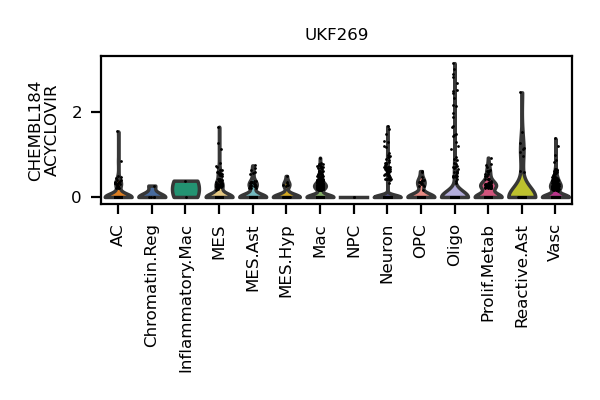 UKF269
CHEMBL184
ACYCLOVIR
2
0
AC
Chromatin.Reg
Inflammatory.Mac
MES
MES.Ast
MES.Hyp
Mac
NPC
Neuron
OPC
Oligo
Prolif.Metab
Reactive.Ast
Vasc